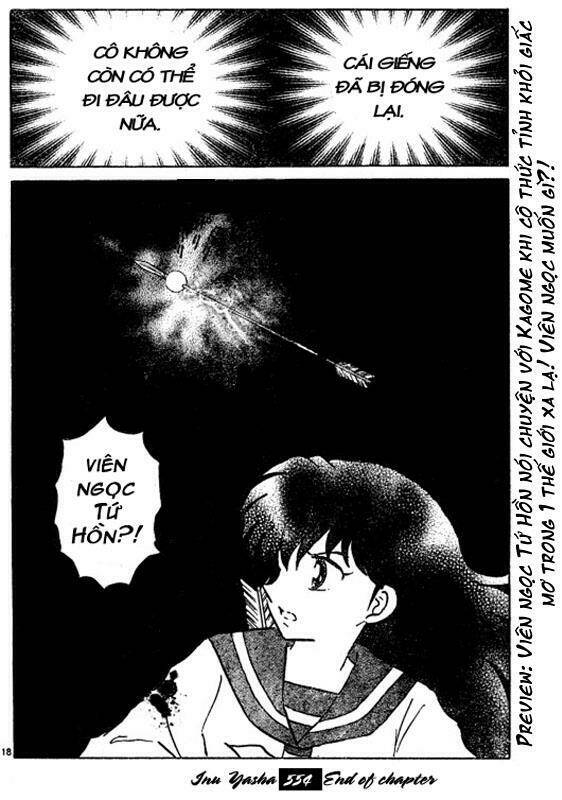 CÔ KHÔNG
CÒN CÓ THỂ
ĐI ĐÂU ĐƯỢC
NỮA.
CÁI GIẾNG
ĐÃ BỊ ĐÓNG
LẠI.
VIÊN
NGỌC
TỨ
HỒN?!
PREVIEW: VIÊN NGỌC TỨ HỒN NÓI CHUYỆN VỚI KAGOME KHI CÔ THỨC TỈNH KHỎI GIẤC
MƠ TRONG 1 THẾ GIỚI XA LẠ! VIÊN NGỌC MUỐN GÌ?!
18
Inu Yasha 554 End of chapter